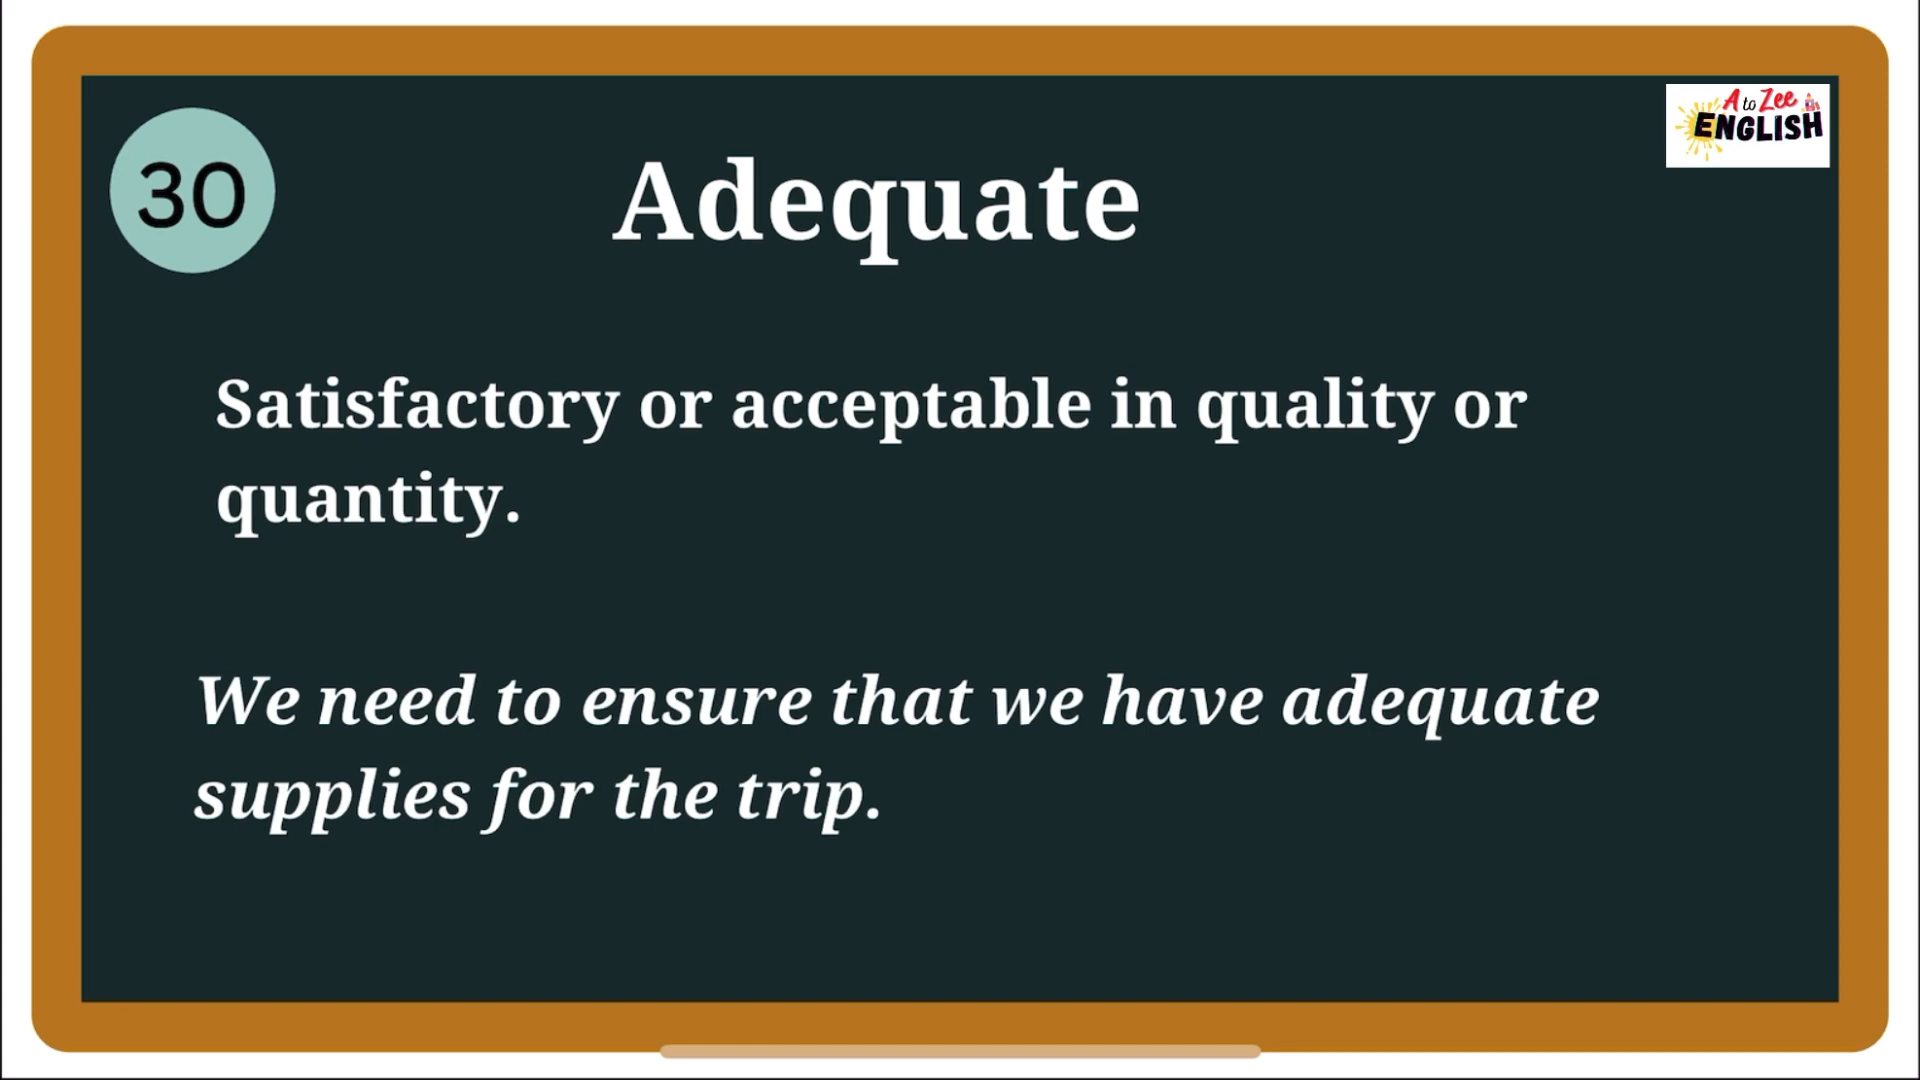 30
Adequate
A to Zee
ENGLISH
Satisfactory or acceptable in quality or
quantity.
We need to ensure that we have adequate
supplies for the trip.